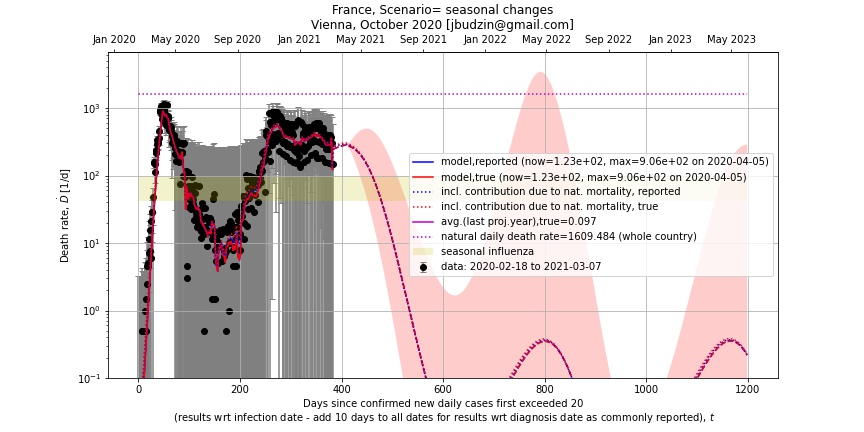 France, Scenario= seasonal changes
Vienna, October 2020 [jbudzin@gmail.com]
Jan 2020 May 2020 Sep 2020 Jan 2021 May 2021 Sep 2021 Jan 2022 May 2022 Sep 2022 Jan 2023 May 2023
Death rate, D [1/d]
10³
10²
10¹
10⁰
10⁻¹
model,reported (now=1.23e+02, max=9.06e+02 on 2020-04-05)
model,true (now=1.23e+02, max=9.06e+02 on 2020-04-05)
incl. contribution due to nat. mortality, reported
incl. contribution due to nat. mortality, true
avg.(last proj.year),true=0.097
natural daily death rate=1609.484 (whole country)
seasonal influenza
data: 2020-02-18 to 2021-03-07
0 200 400 600 800 1000 1200
Days since confirmed new daily cases first exceeded 20
(results wrt infection date - add 10 days to all dates for results wrt diagnosis date as commonly reported), t